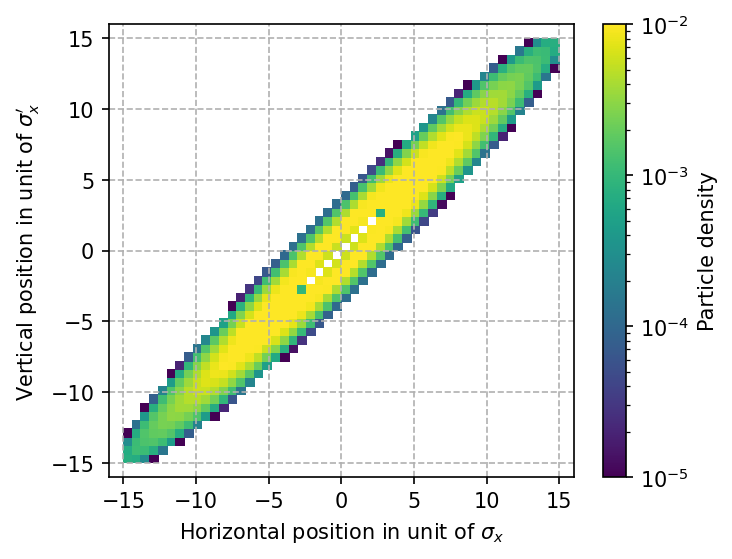 15
10
5
0
−5
−10
−15
Vertical position in unit of σ′ₓ
−15 −10 −5 0 5 10 15
Horizontal position in unit of σₓ
10⁻²
10⁻³
10⁻⁴
10⁻⁵
Particle density